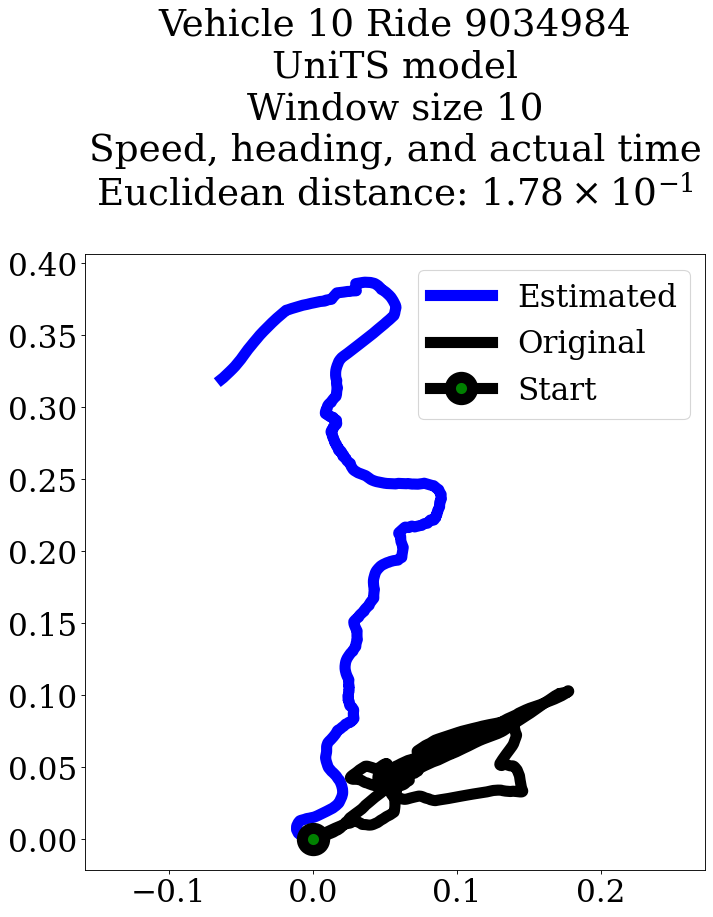 Vehicle 10 Ride 9034984
UniTS model
Window size 10
Speed, heading, and actual time
Euclidean distance: 1.78 × 10⁻¹
0.40
0.35
0.30
0.25
0.20
0.15
0.10
0.05
0.00
Estimated
Original
Start
−0.1
0.0
0.1
0.2